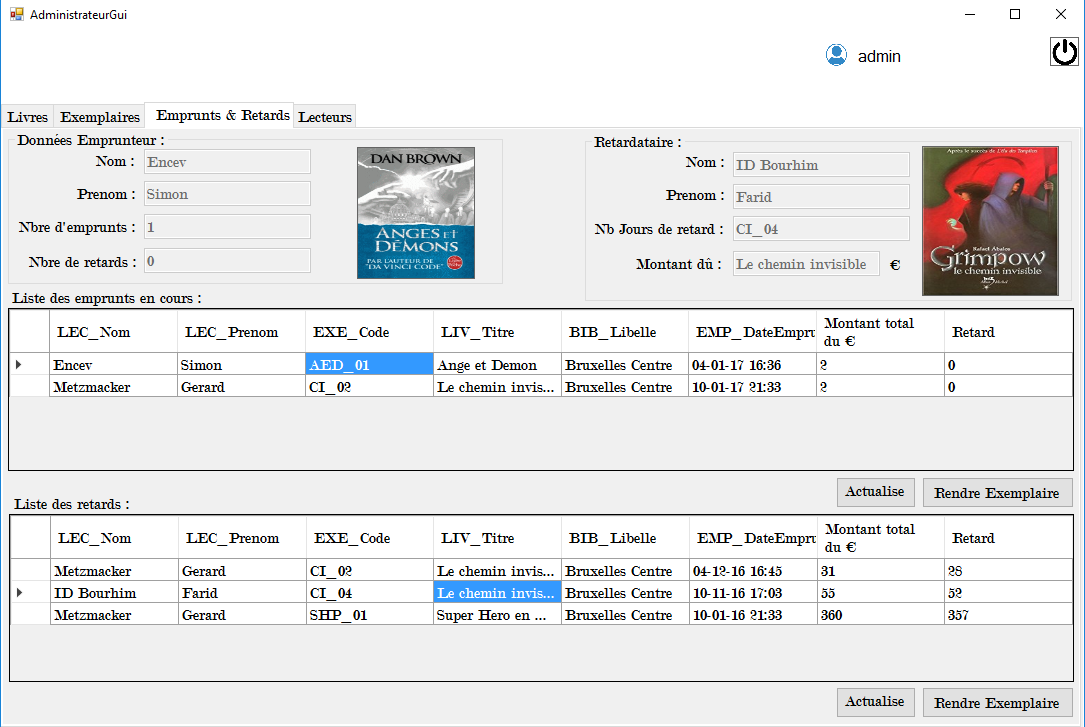 AdministrateurGui
admin
Livres Exemplaires Emprunts & Retards Lecteurs
Données Emprunteur :
Nom : Encev
Prenom : Simon
Nbre d'emprunts : 1
Nbre de retards : 0
DAN BROWN
ANGES ET
DÉMONS
PAR L'AUTEUR DE
"DA VINCI CODE"
Retardataire :
Nom : ID Bourhim
Prenom : Farid
Nb Jours de retard : CI_04
Montant dû : Le chemin invisible €
Après le succès de L'Ile du Temple
Rafael Abalos
Grimpow
le chemin invisible
Liste des emprunts en cours :
LEC_Nom LEC_Prenom EXE_Code LIV_Titre BIB_Libelle EMP_DateEmpru Montant total du € Retard
Encev Simon AED_01 Ange et Demon Bruxelles Centre 04-01-17 16:36 2 0
Metzmacker Gerard CI_02 Le chemin invis... Bruxelles Centre 10-01-17 21:33 2 0
Actualise Rendre Exemplaire
Liste des retards :
LEC_Nom LEC_Prenom EXE_Code LIV_Titre BIB_Libelle EMP_DateEmpru Montant total du € Retard
Metzmacker Gerard CI_02 Le chemin invis... Bruxelles Centre 04-12-16 16:45 31 28
ID Bourhim Farid CI_04 Le chemin invis... Bruxelles Centre 10-11-16 17:03 55 52
Metzmacker Gerard SHP_01 Super Hero en ... Bruxelles Centre 10-01-16 21:33 360 357
Actualise Rendre Exemplaire